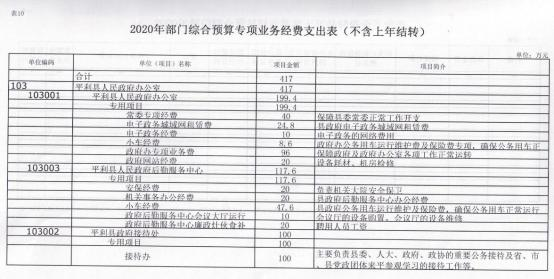 表10
2020年部门综合预算专项业务经费支出表（不含上年结转）
单位：万元
单位编码 单位（项目）名称 项目金额 项目简介
合计 417
103 平利县人民政府办公室 417
103001 平利县人民政府办公室 199.4
专用项目 199.4
常委专项经费 40 保障县委常委正常工作开支
电子政务城域网租赁费 24.8 县政府电子政务城域网租赁费
电子政务经费 10 电子政务的网络费用
小车经费 8.6 政府办公务用车运行维护费及保险费专项，确保公务用车正
政府办专项业务费 96 保障政府及政府办公室各项工作正常运转
政府网站经费 20 设备耗材、机房检修
103003 平利县人民政府后勤服务中心 117.6
专用项目 117.6
安保经费 20 负责机关大院安全保卫
机关事务办公经费 20 县政府后勤服务中心办公经费
小车经费 47.6 县政府公务用车运行维护及保险费，确保公务用车正常运行
政府后勤服务中心会议大厅运行 10 会议厅的设备购置、会议厅的设备维修
政府后勤服务中心廉政灶伙食补 20 聘用人员工资
103002 平利县政府接待处 100
专用项目 100
接待办 100 主要负责县委、人大、政府、政协的重要公务接待及省、市
、县党政团体来平参观学习的接待工作等。